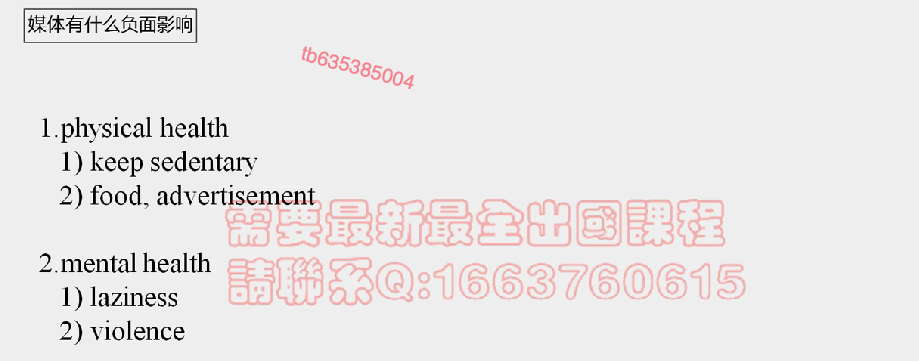 媒体有什么负面影响
tb635385004
1.physical health
1) keep sedentary
2) food, advertisement
需要最新最全出國課程
2.mental health
請聯系Q:16637760615
1) laziness
2) violence